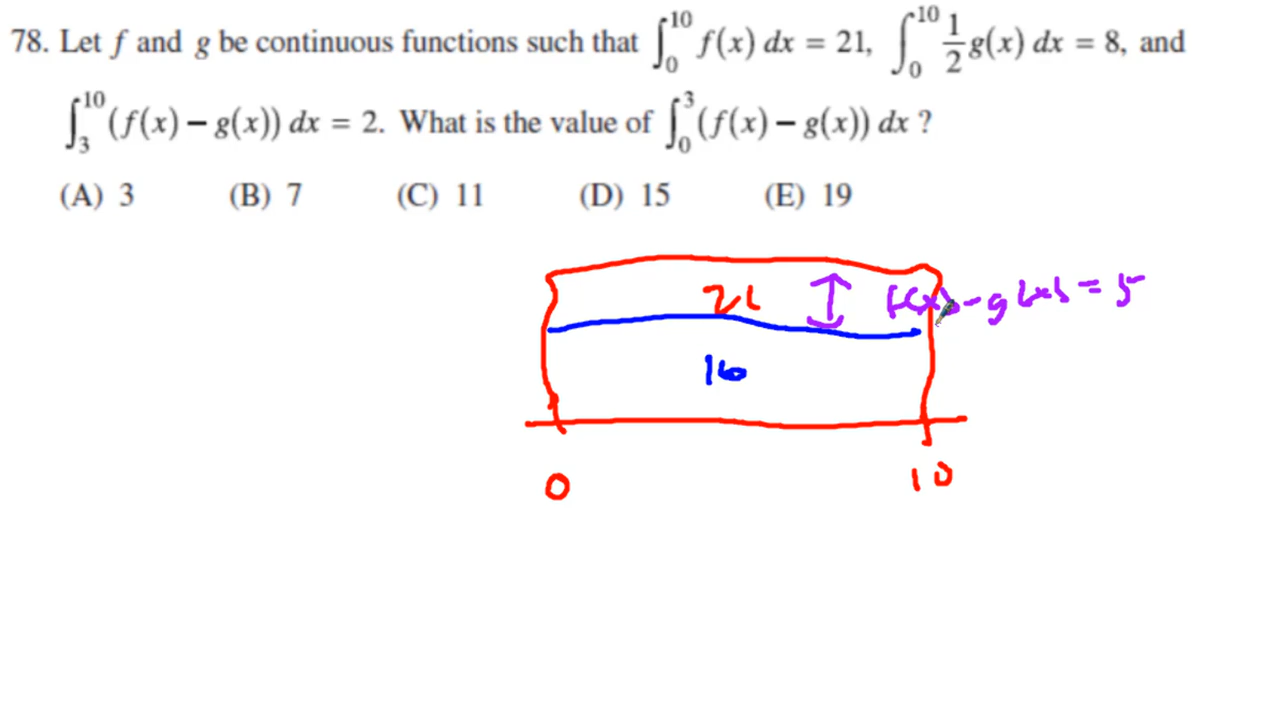 78. Let f and g be continuous functions such that ∫₀¹⁰ f(x) dx = 21, ∫₀¹⁰ ½g(x) dx = 8, and
∫₃¹⁰ (f(x) − g(x)) dx = 2. What is the value of ∫₀³ (f(x) − g(x)) dx ?
(A) 3 (B) 7 (C) 11 (D) 15 (E) 19
21 f(x) - g(x) = 5
16
0 10